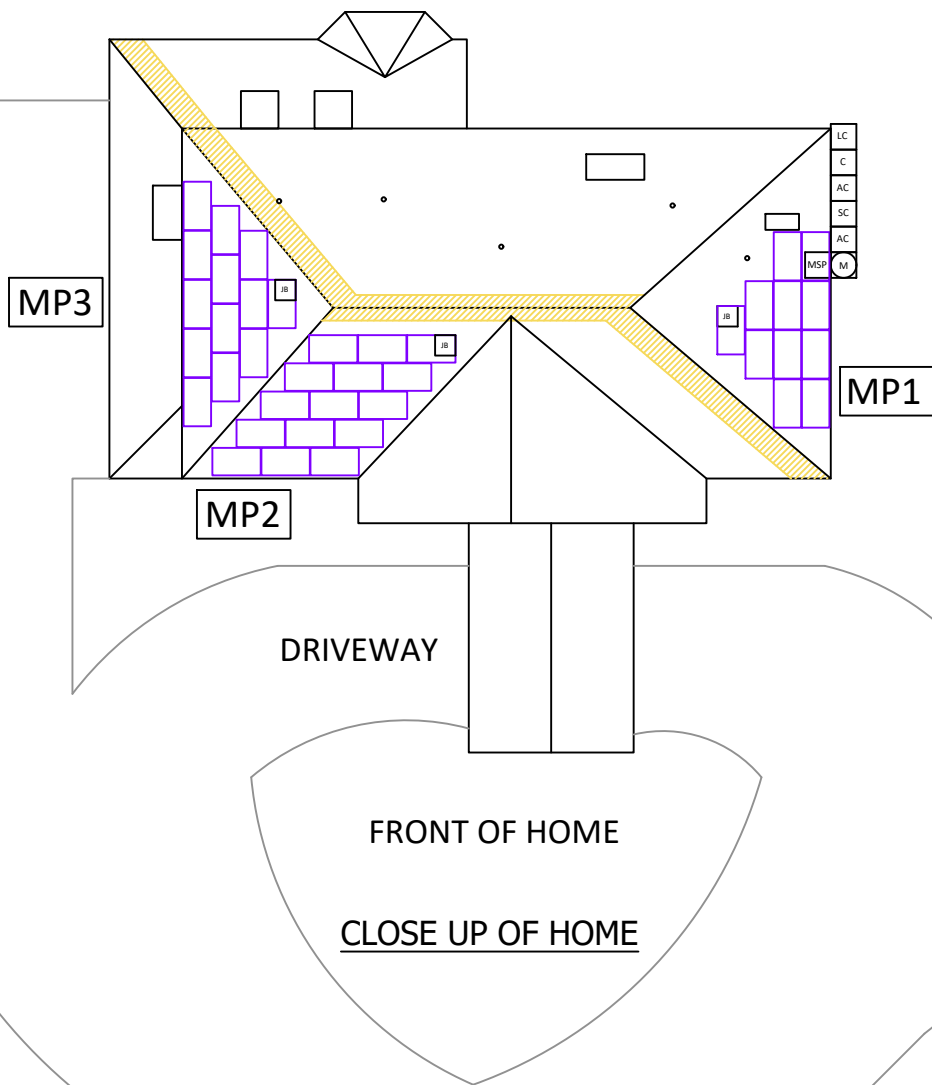 LC
C
AC
SC
AC
MSP
M
JB
MP3
JB
JB
MP1
MP2
DRIVEWAY
FRONT OF HOME
CLOSE UP OF HOME